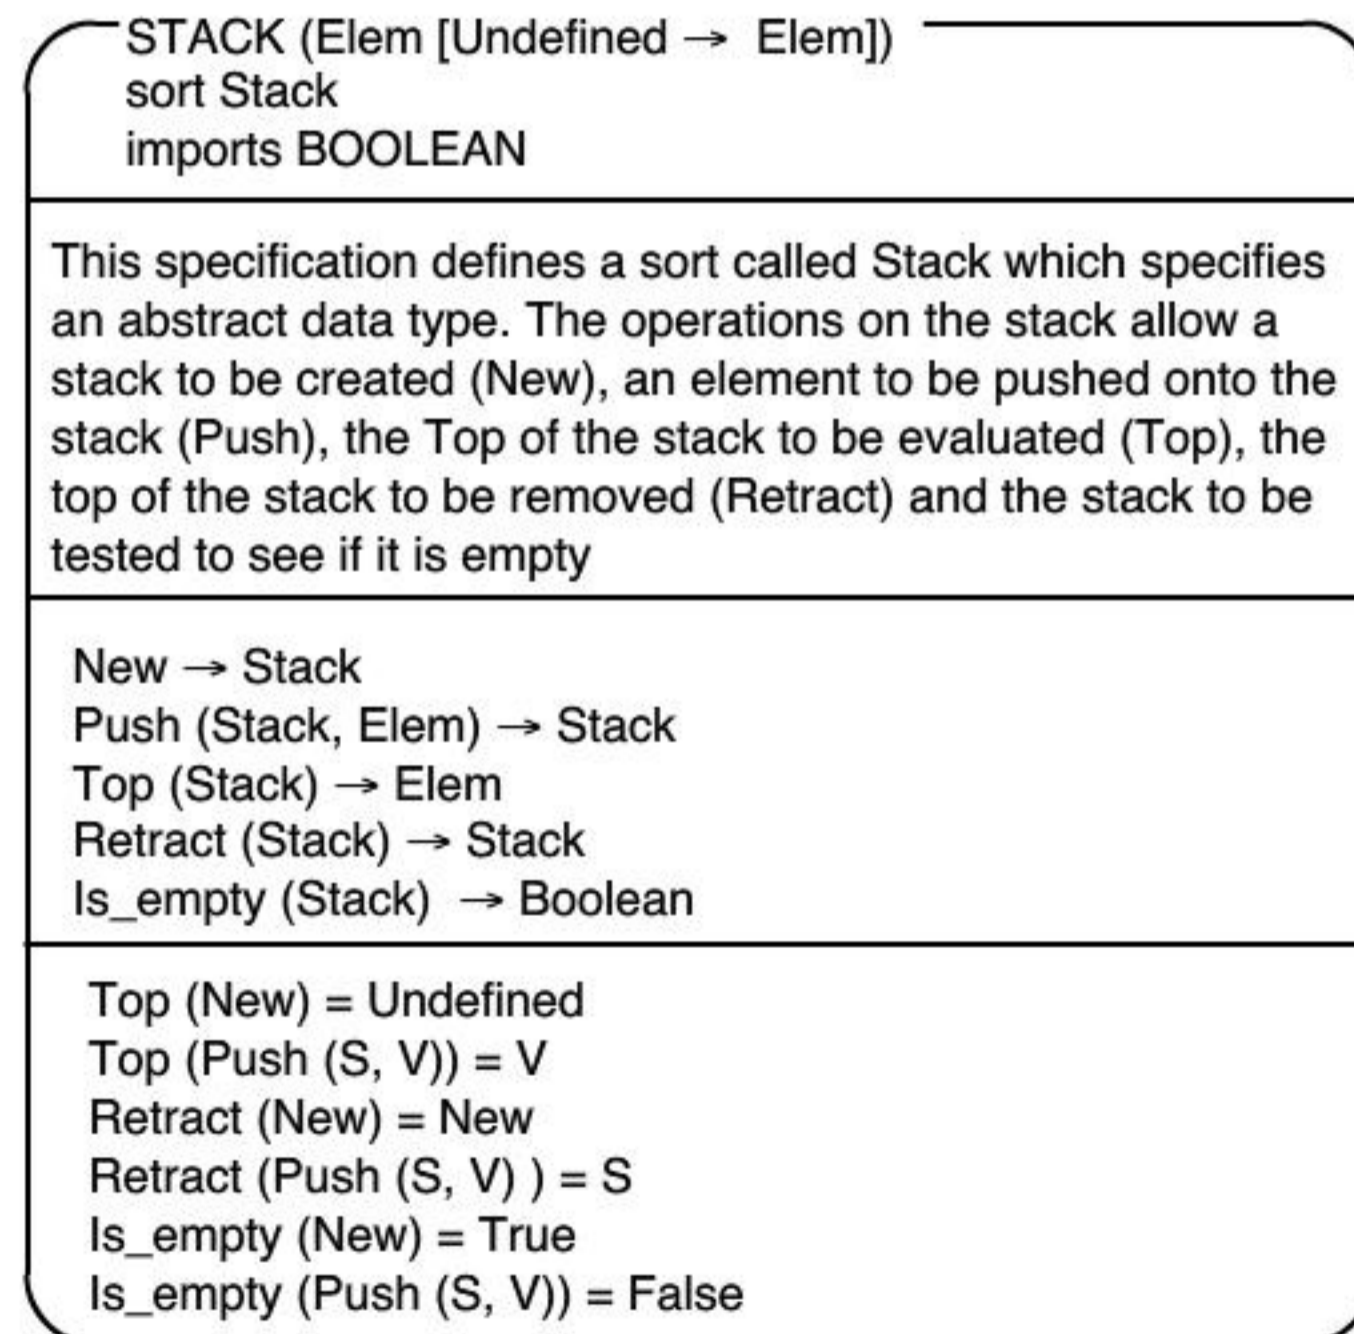 STACK (Elem [Undefined → Elem])
sort Stack
imports BOOLEAN
This specification defines a sort called Stack which specifies
an abstract data type. The operations on the stack allow a
stack to be created (New), an element to be pushed onto the
stack (Push), the Top of the stack to be evaluated (Top), the
top of the stack to be removed (Retract) and the stack to be
tested to see if it is empty
New → Stack
Push (Stack, Elem) → Stack
Top (Stack) → Elem
Retract (Stack) → Stack
Is_empty (Stack) → Boolean
Top (New) = Undefined
Top (Push (S, V)) = V
Retract (New) = New
Retract (Push (S, V) ) = S
Is_empty (New) = True
Is_empty (Push (S, V)) = False